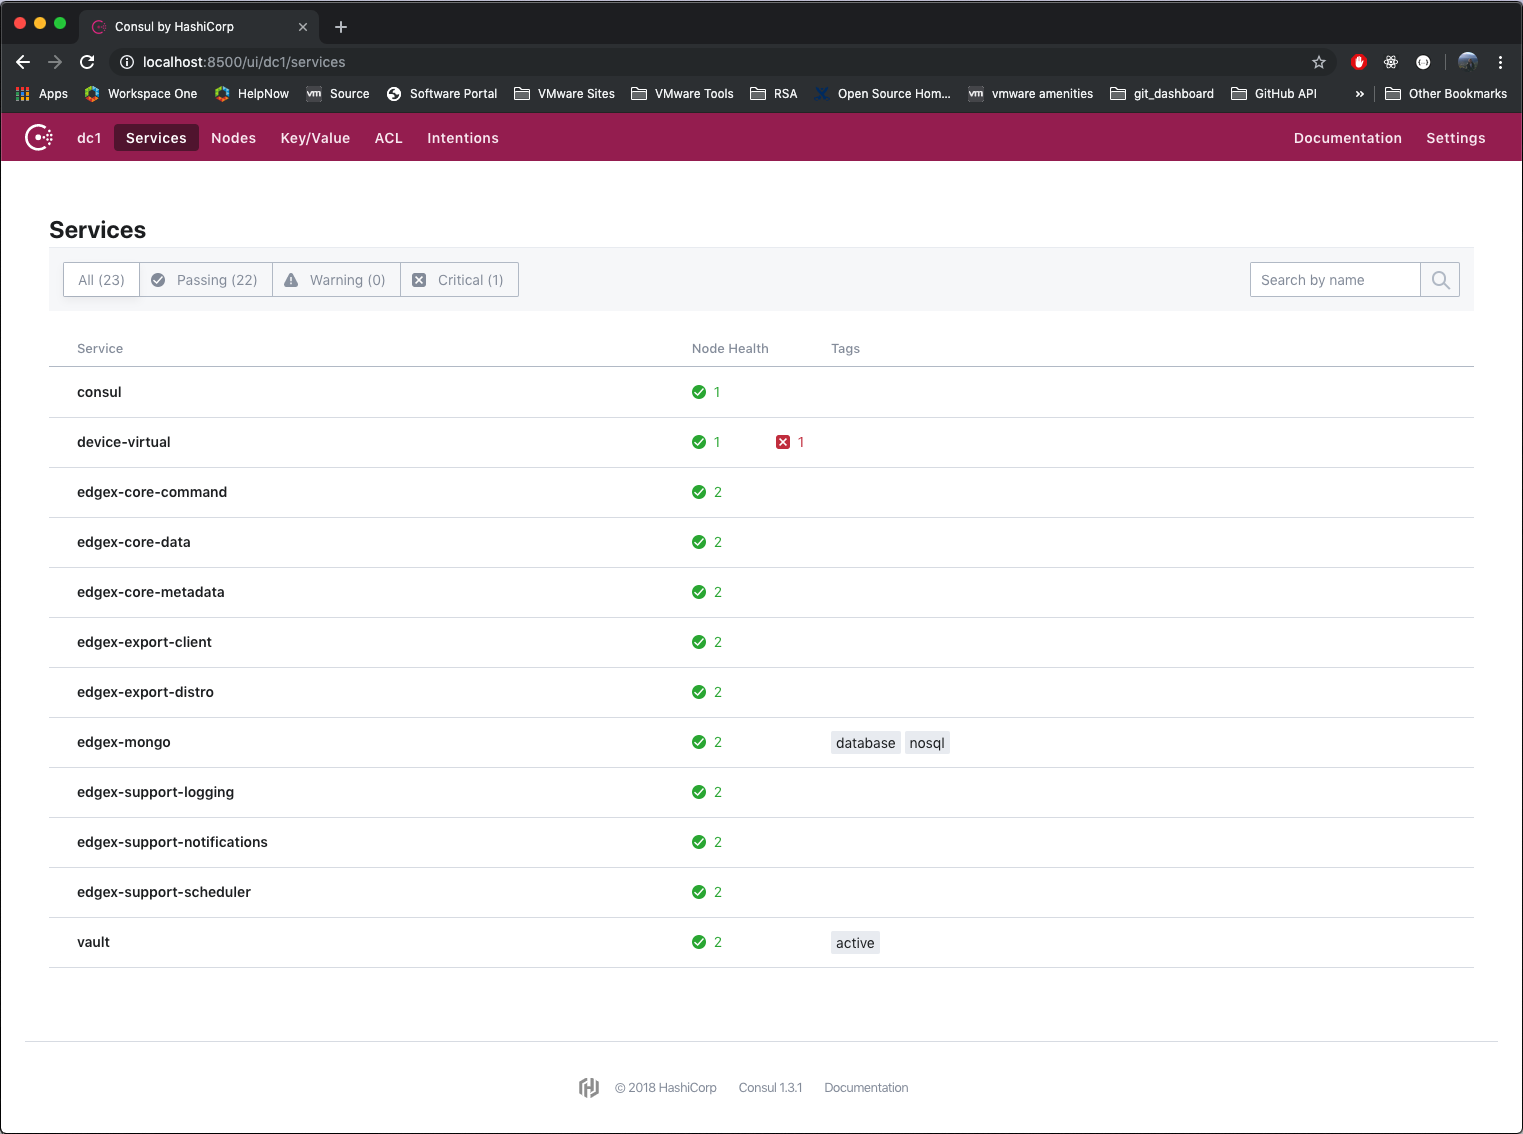 Consul by HashiCorp
localhost:8500/ui/dc1/services
Apps Workspace One HelpNow vm Source Software Portal VMware Sites VMware Tools RSA Open Source Hom... vm vmware amenities git_dashboard GitHub API » Other Bookmarks
dc1 Services Nodes Key/Value ACL Intentions Documentation Settings
Services
All (23) Passing (22) Warning (0) Critical (1) Search by name
Service Node Health Tags
consul 1
device-virtual 1 1
edgex-core-command 2
edgex-core-data 2
edgex-core-metadata 2
edgex-export-client 2
edgex-export-distro 2
edgex-mongo 2 database nosql
edgex-support-logging 2
edgex-support-notifications 2
edgex-support-scheduler 2
vault 2 active
© 2018 HashiCorp Consul 1.3.1 Documentation